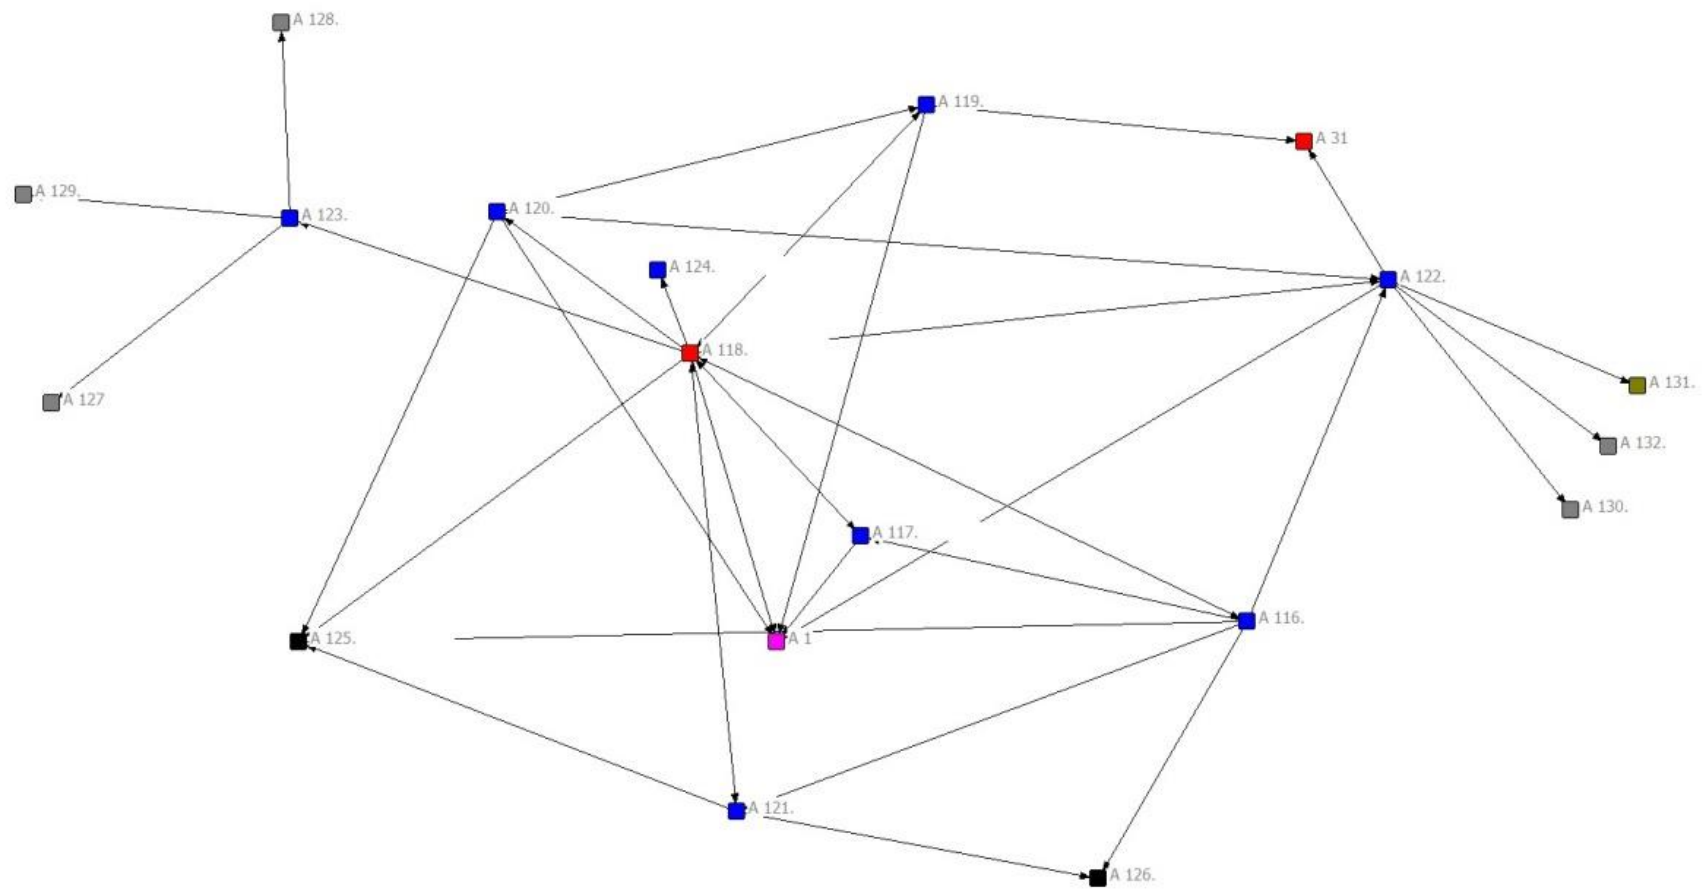 A 128.
A 119.
A 31
A 129.
A 123.
A 120.
A 124.
A 122.
A 118.
A 131.
A 127
A 132.
A 130.
A 117.
A 116.
A 125.
A 1
A 121.
A 126.